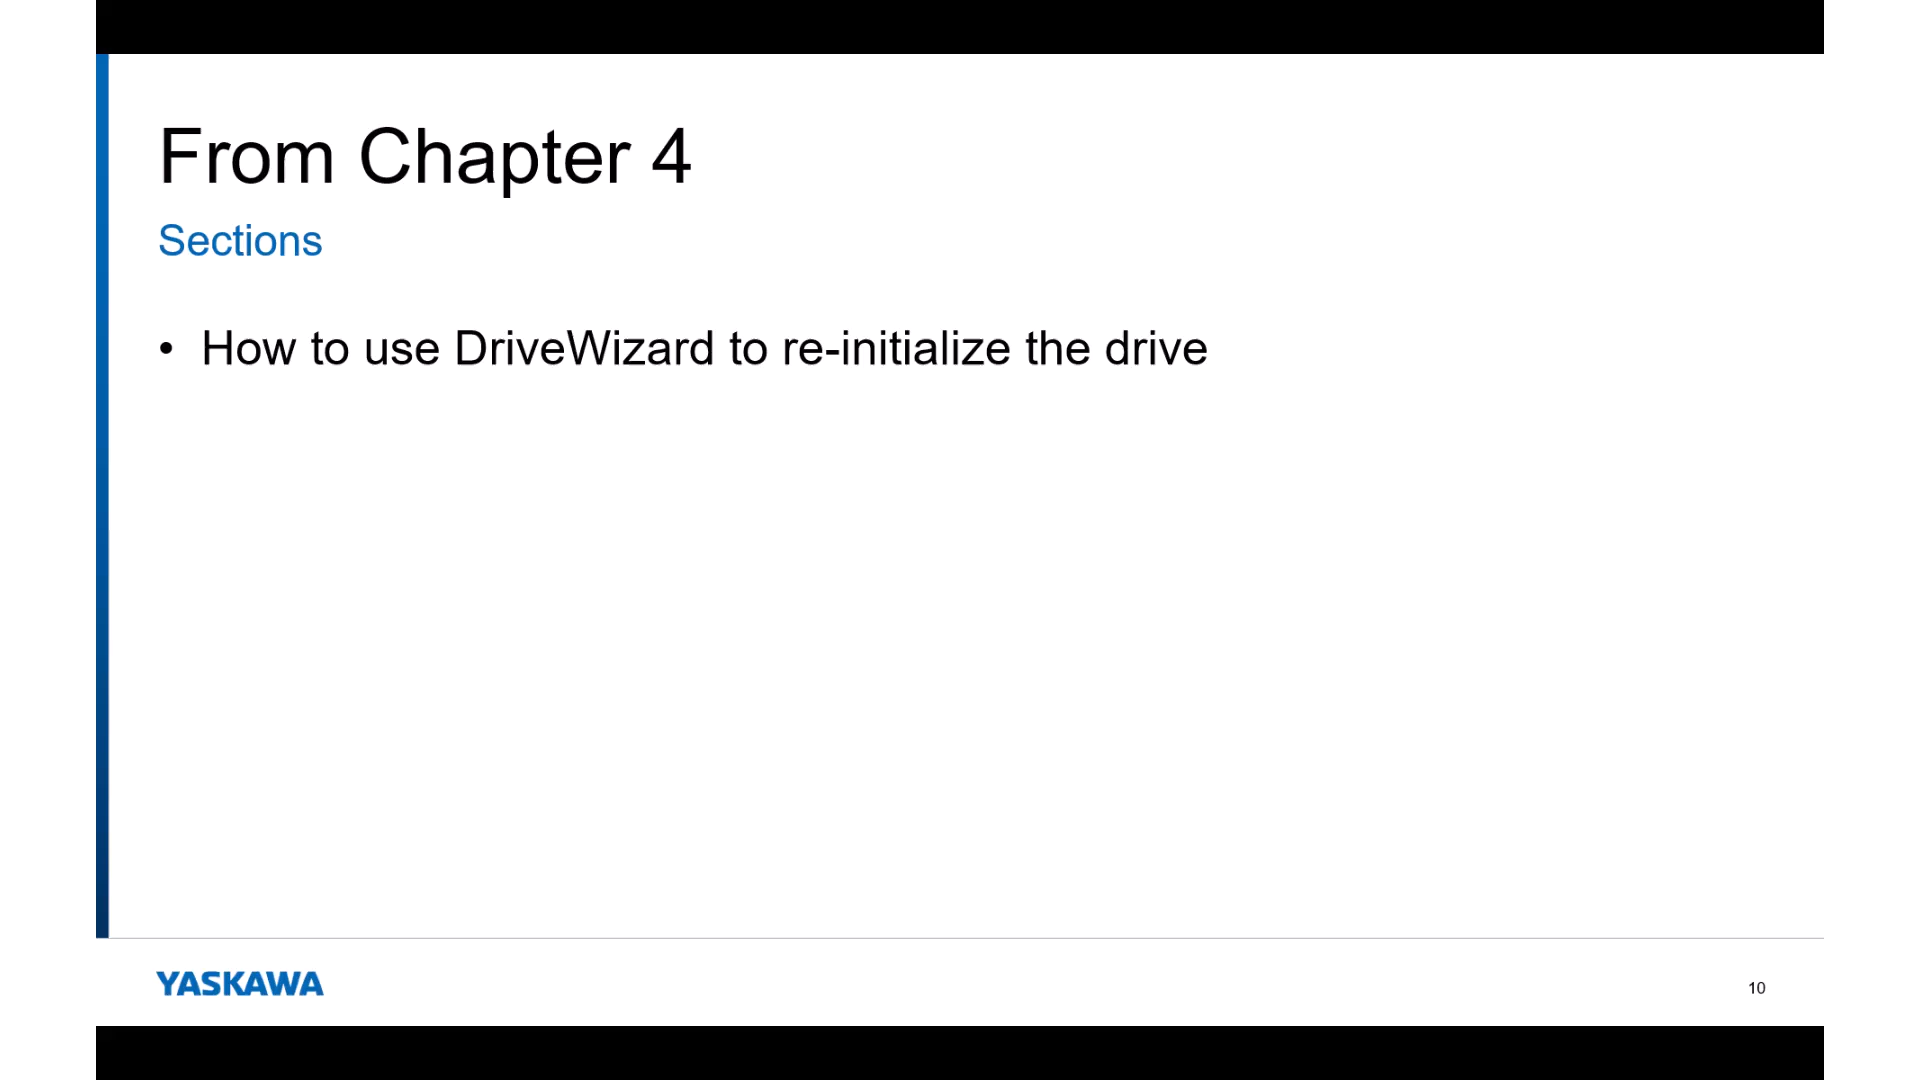 From Chapter 4
Sections
• How to use DriveWizard to re-initialize the drive
YASKAWA
10